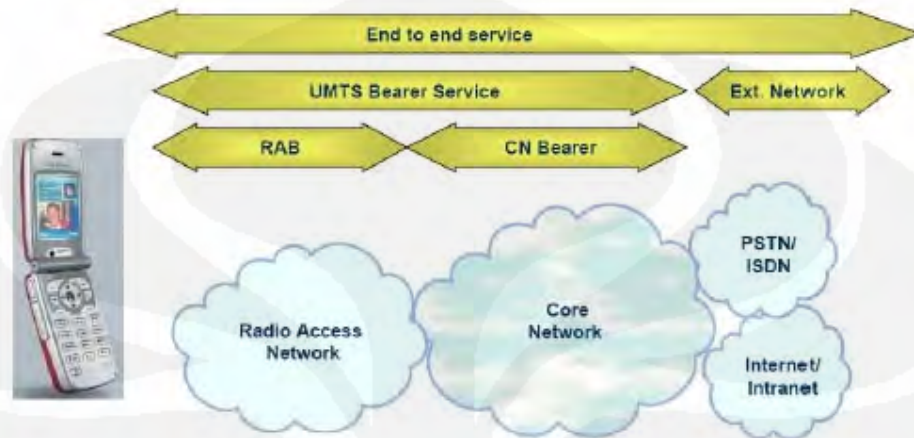 End to end service
UMTS Bearer Service
Ext. Network
RAB
CN Bearer
PSTN/
ISDN
Core
Network
Radio Access
Network
Internet/
Intranet